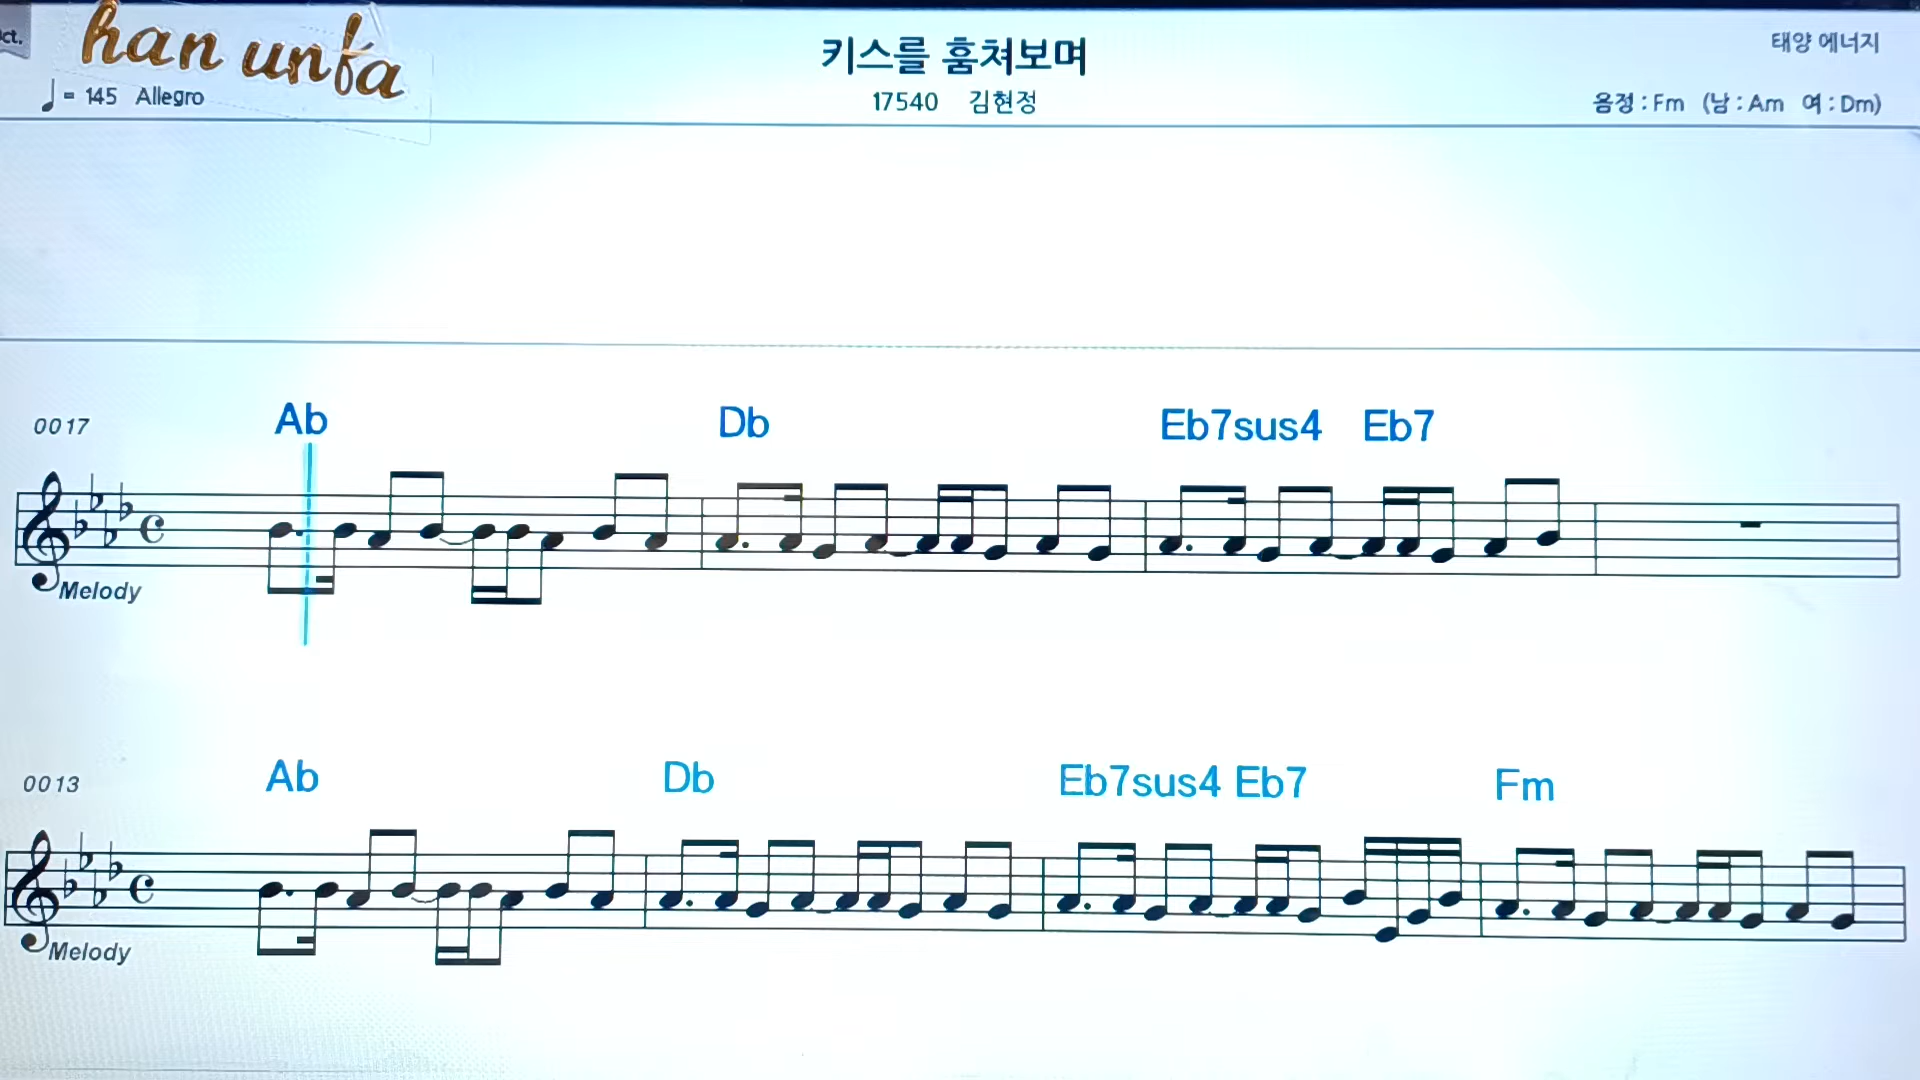 ct.
han unfa
♩= 145 Allegro
키스를 훔쳐보며
17540 김현정
태양 에너지
음정 : Fm (남 : Am 여 : Dm)
0017
Ab Db Eb7sus4 Eb7
Melody
0013
Ab Db Eb7sus4 Eb7 Fm
Melody